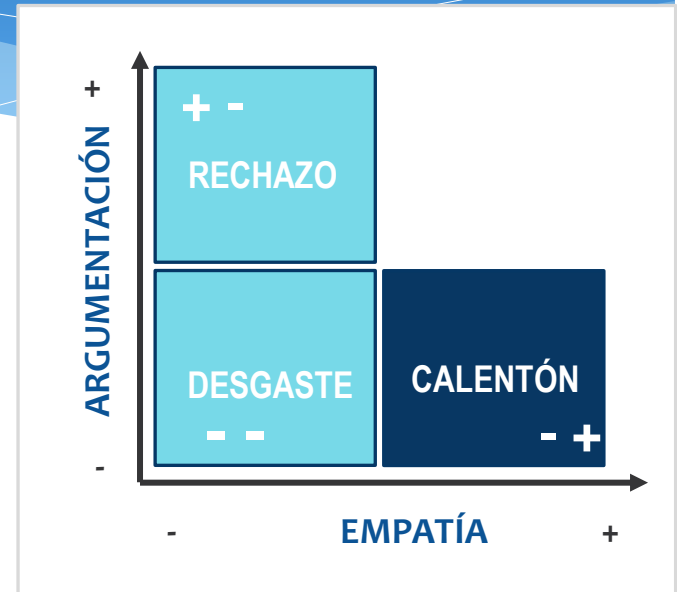 +
ARGUMENTACIÓN
-
+ -
RECHAZO
DESGASTE
- -
CALENTÓN
- +
-
EMPATÍA
+